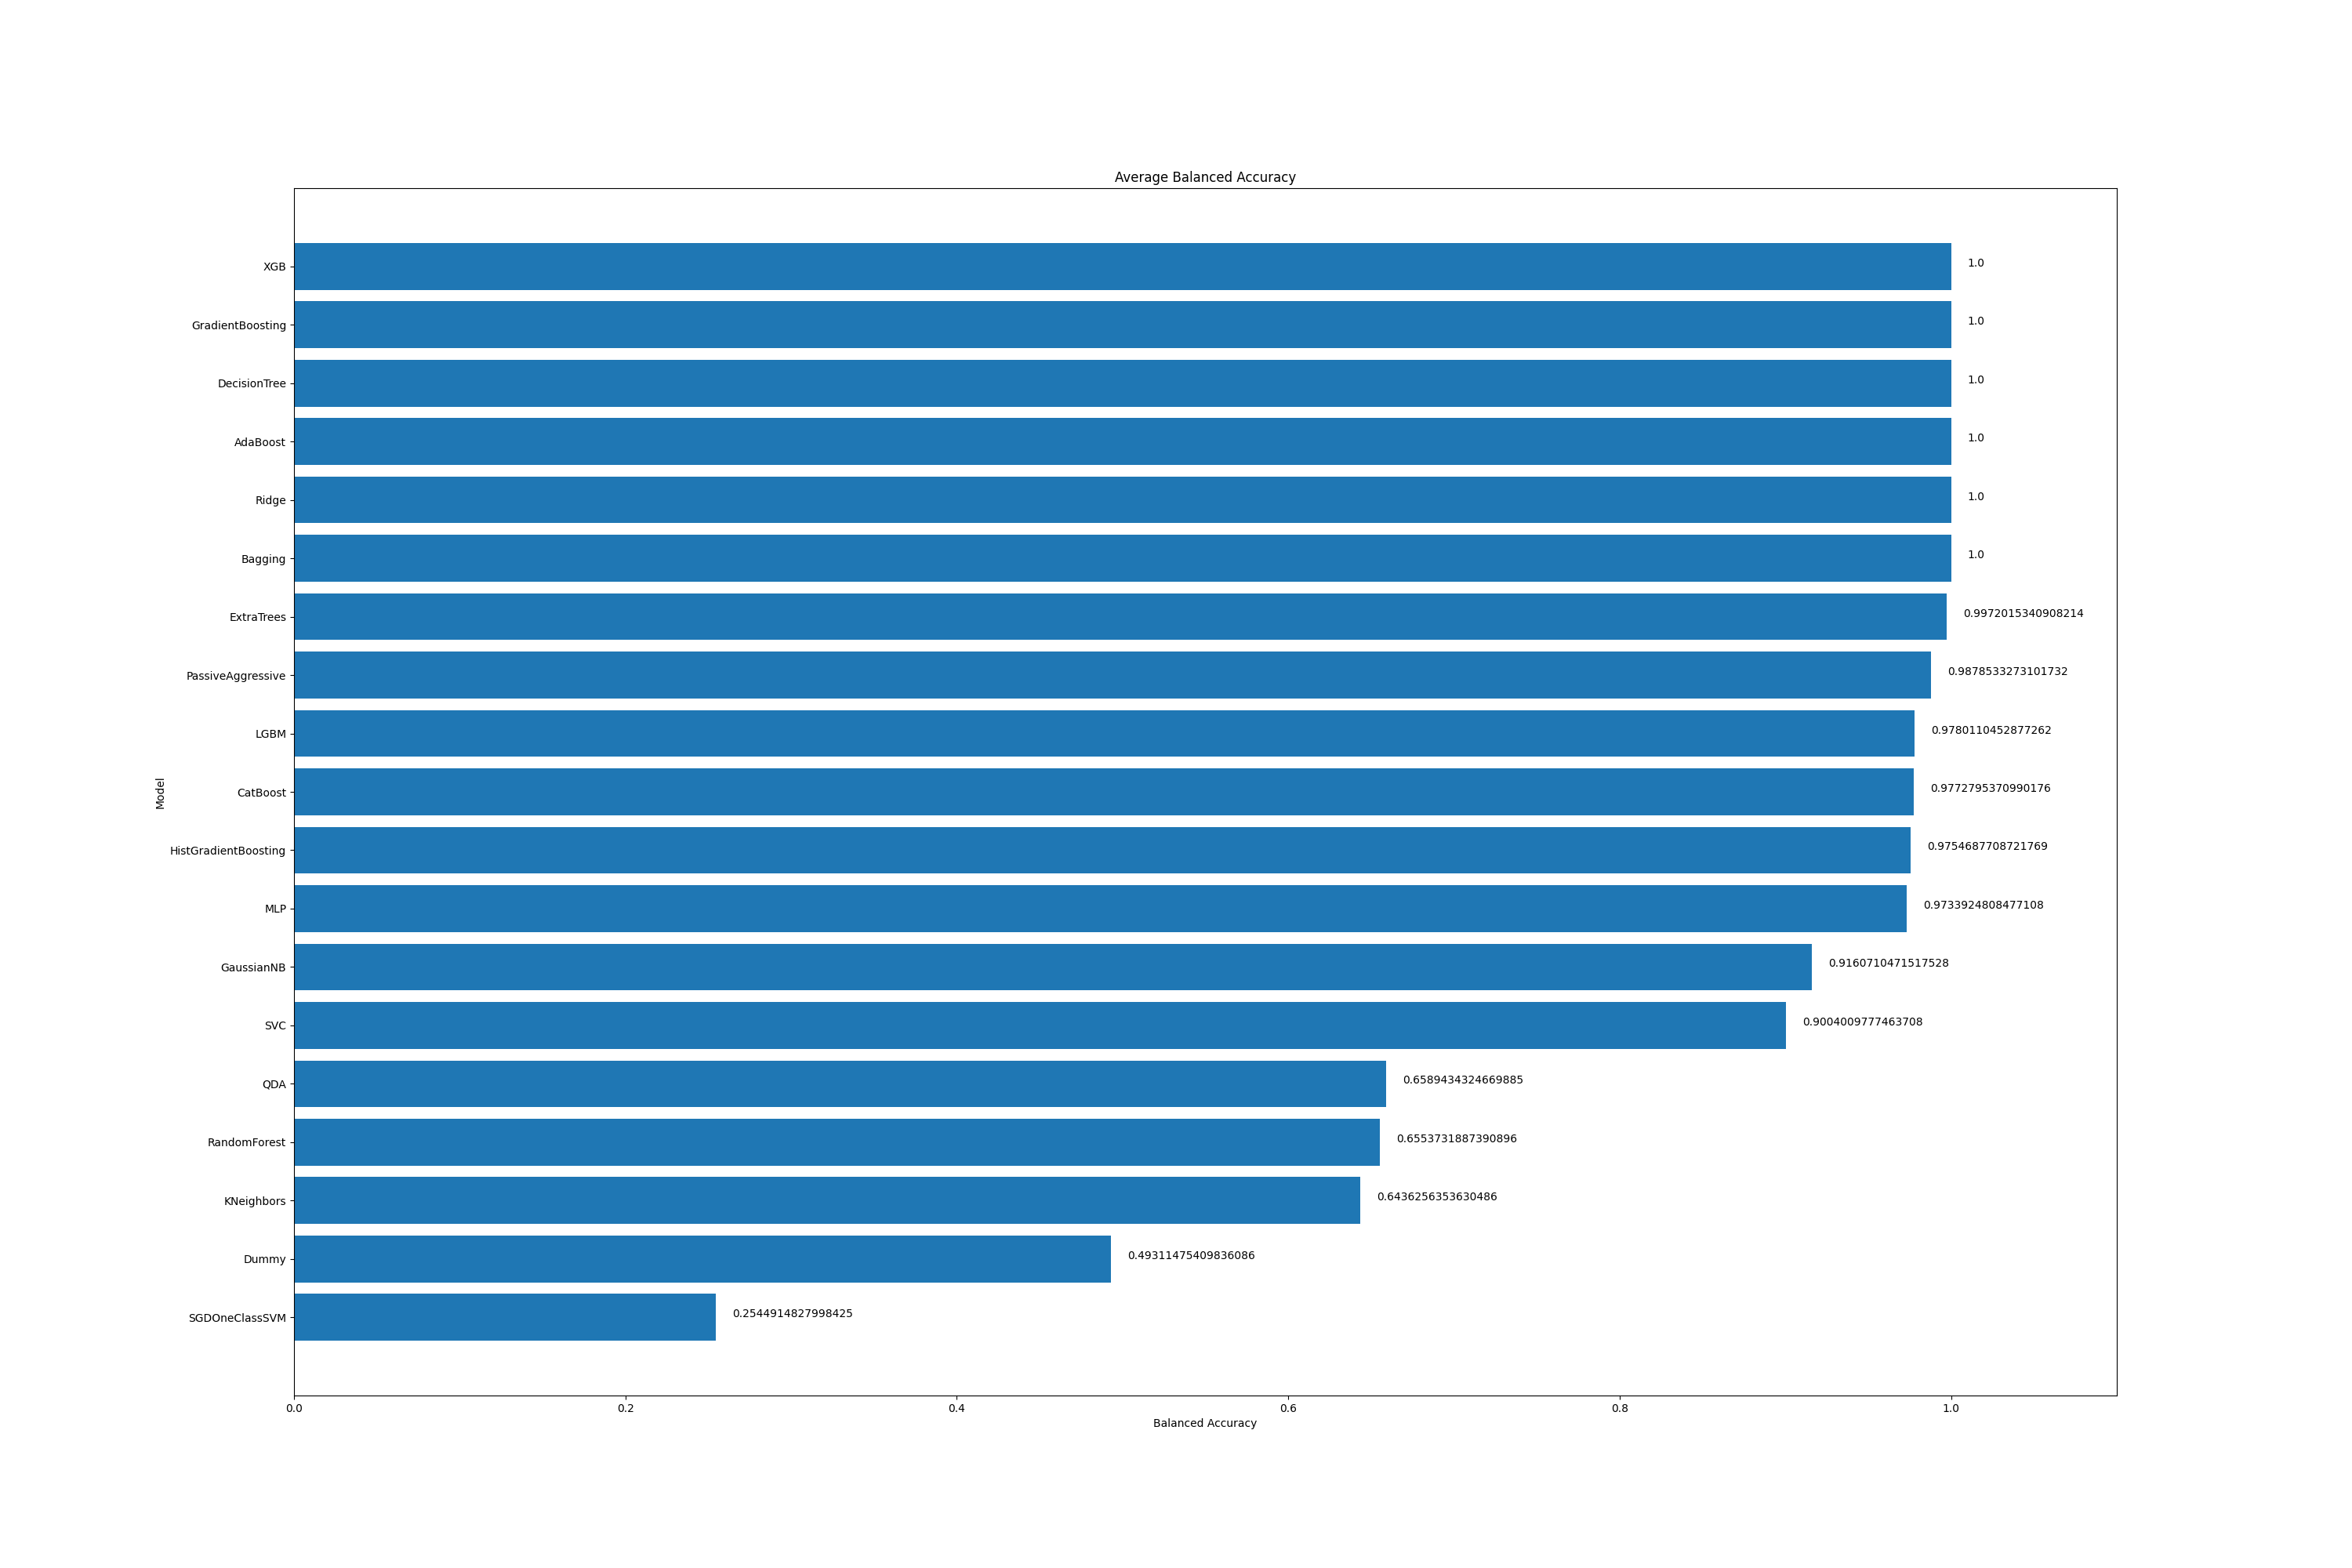 Average Balanced Accuracy
XGB 1.0
GradientBoosting 1.0
DecisionTree 1.0
AdaBoost 1.0
Ridge 1.0
Bagging 1.0
ExtraTrees 0.9972015340908214
PassiveAggressive 0.9878533273101732
LGBM 0.9780110452877262
CatBoost 0.9772795370990176
HistGradientBoosting 0.9754687708721769
MLP 0.9733924808477108
GaussianNB 0.9160710471517528
SVC 0.9004009777463708
QDA 0.6589434324669885
RandomForest 0.6553731887390896
KNeighbors 0.6436256353630486
Dummy 0.49311475409836086
SGDOneClassSVM 0.2544914827998425
Model
0.0 0.2 0.4 0.6 0.8 1.0
Balanced Accuracy